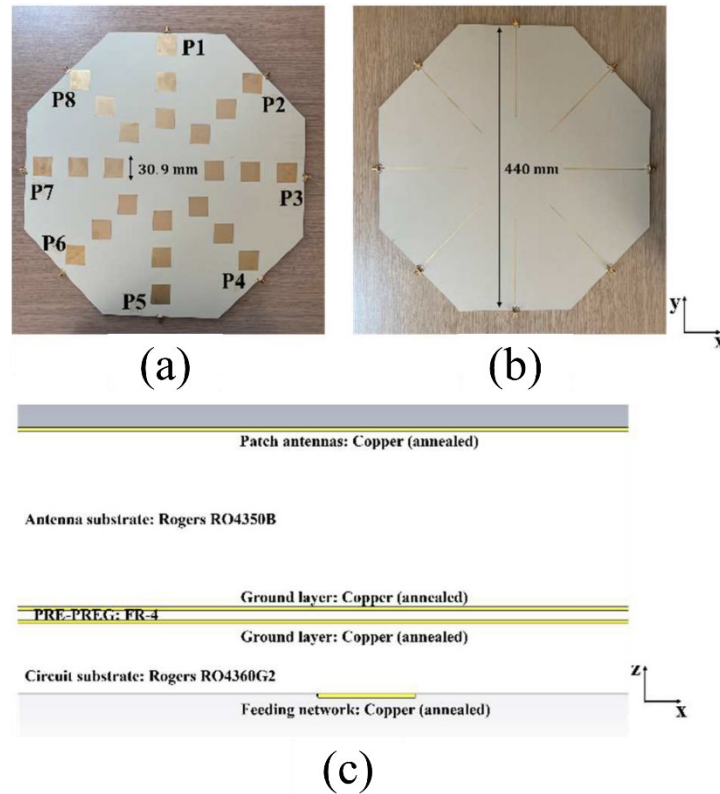 P1
P8
P2
P7
30.9 mm
P3
P6
P4
P5
440 mm
y
x
(a)
(b)
Patch antennas: Copper (annealed)
Antenna substrate: Rogers RO4350B
Ground layer: Copper (annealed)
PRE-PREG: FR-4
Ground layer: Copper (annealed)
Circuit substrate: Rogers RO4360G2
Feeding network: Copper (annealed)
z
x
(c)